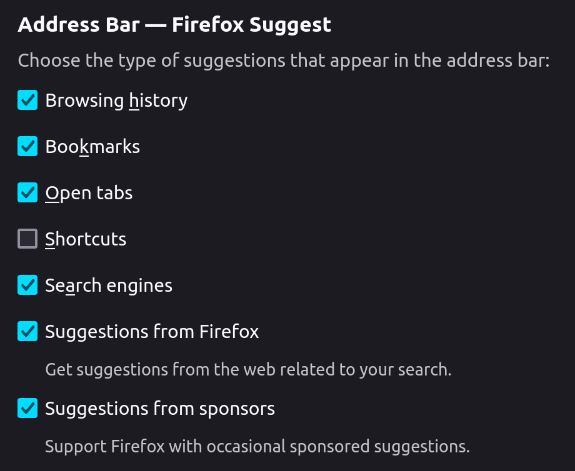 Address Bar — Firefox Suggest
Choose the type of suggestions that appear in the address bar:
Browsing history
Bookmarks
Open tabs
Shortcuts
Search engines
Suggestions from Firefox
Get suggestions from the web related to your search.
Suggestions from sponsors
Support Firefox with occasional sponsored suggestions.